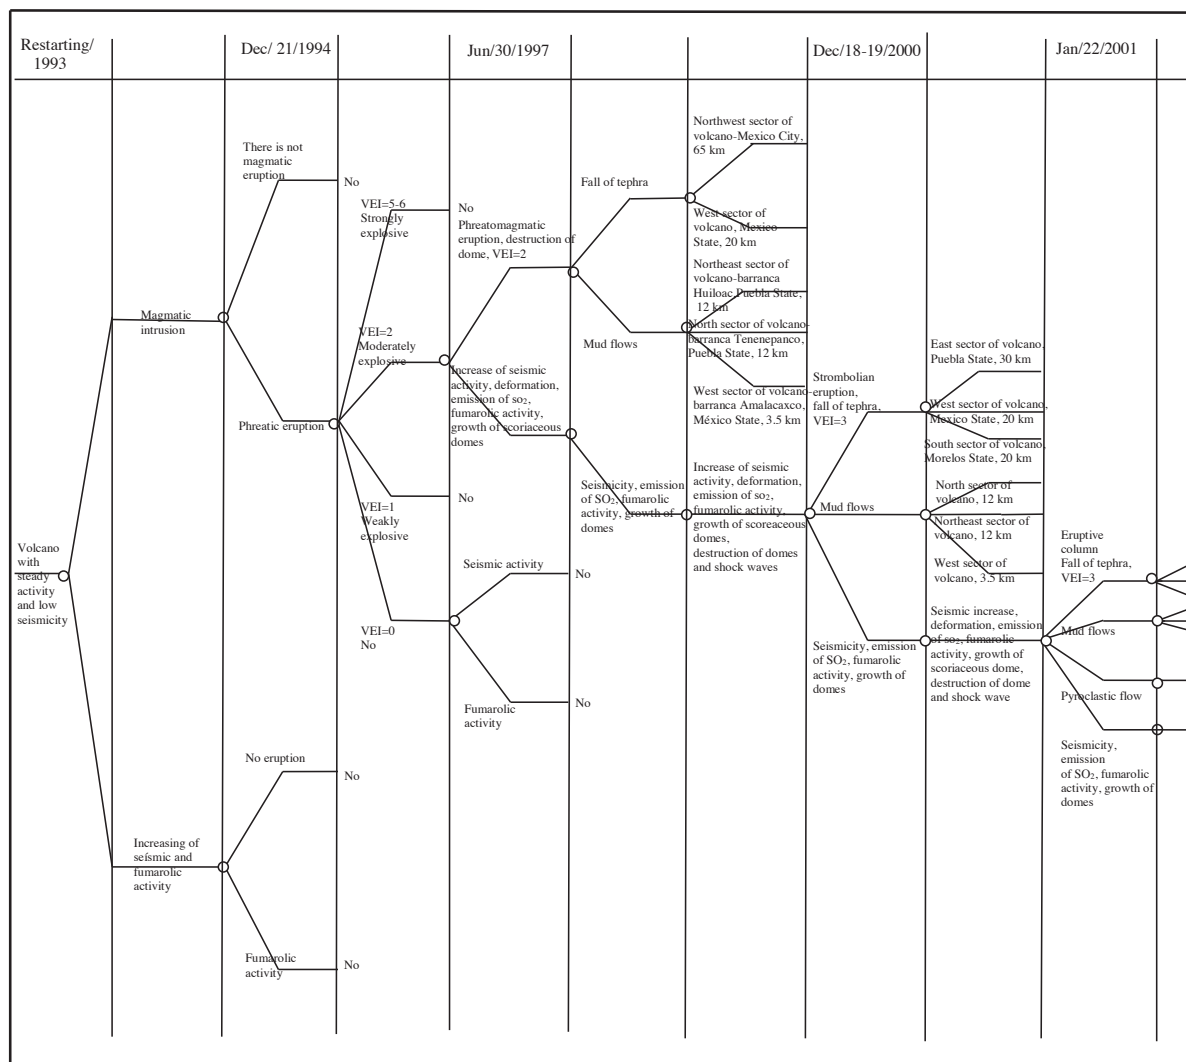 Restarting/
1993
Dec/ 21/1994
Jun/30/1997
Dec/18-19/2000
Jan/22/2001
Volcano
with
steady
activity
and low
seismicity
Magmatic
intrusion
Increasing of
seísmic and
fumarolic
activity
There is not
magmatic
eruption
No
Phreatic eruption
No eruption
No
Fumarolic
activity
No
VEI=5-6
Strongly
explosive
No
VEI=2
Moderately
explosive
VEI=1
Weakly
explosive
No
VEI=0
No
Phreatomagmatic
eruption, destruction of
dome, VEI=2
Increase of seismic
activity, deformation,
emission of so₂,
fumarolic activity,
growth of scoriaceous
domes
Seismic activity
No
Fumarolic
activity
No
Fall of tephra
Mud flows
Seismicity, emission
of SO₂, fumarolic
activity, growth of
domes
Northwest sector of
volcano-Mexico City,
65 km
West sector of
volcano, Mexico
State, 20 km
Northeast sector of
volcano-barranca
Huiloac Puebla State,
12 km
North sector of volcano-
barranca Tenenepanco,
Puebla State, 12 km
West sector of volcano-
barranca Amalacaxco,
México State, 3.5 km
Increase of seismic
activity, deformation,
emission of so₂,
fumarolic activity,
growth of scoreaceous
domes,
destruction of domes
and shock waves
Strombolian
eruption,
fall of tephra,
VEI=3
Mud flows
Seismicity, emission
of SO₂, fumarolic
activity, growth of
domes
East sector of volcano,
Puebla State, 30 km
West sector of volcano,
Mexico State, 20 km
South sector of volcano,
Morelos State, 20 km
North sector of
volcano, 12 km
Northeast sector of
volcano, 12 km
West sector of
volcano, 3.5 km
Seismic increase,
deformation, emission
of so₂, fumarolic
activity, growth of
scoriaceous dome,
destruction of dome
and shock wave
Eruptive
column
Fall of tephra,
VEI=3
Mud flows
Pyroclastic flow
Seismicity,
emission
of SO₂, fumarolic
activity, growth of
domes